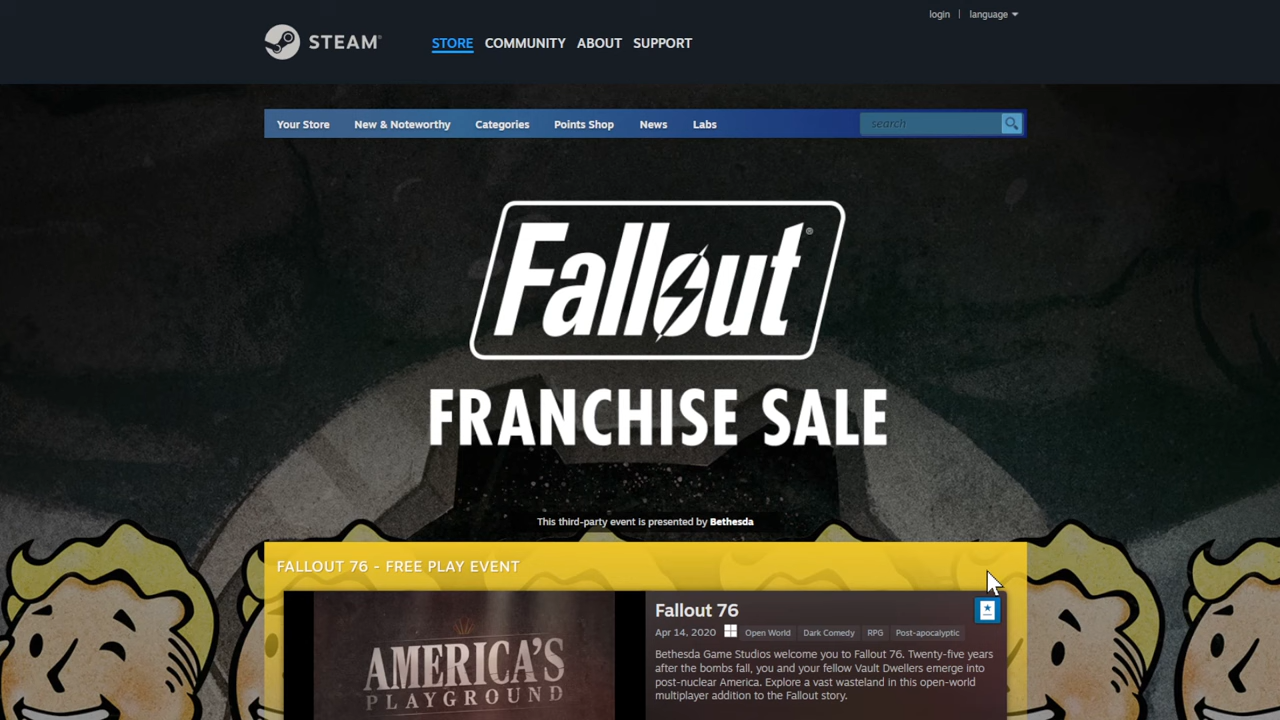 login | language
STEAM®
STORE COMMUNITY ABOUT SUPPORT
Your Store New & Noteworthy Categories Points Shop News Labs search
Fallout®
FRANCHISE SALE
This third-party event is presented by Bethesda
FALLOUT 76 - FREE PLAY EVENT
AMERICA'S
PLAYGROUND
Fallout 76
Apr 14, 2020 Open World Dark Comedy RPG Post-apocalyptic
Bethesda Game Studios welcome you to Fallout 76. Twenty-five years
after the bombs fall, you and your fellow Vault Dwellers emerge into
post-nuclear America. Explore a vast wasteland in this open-world
multiplayer addition to the Fallout story.